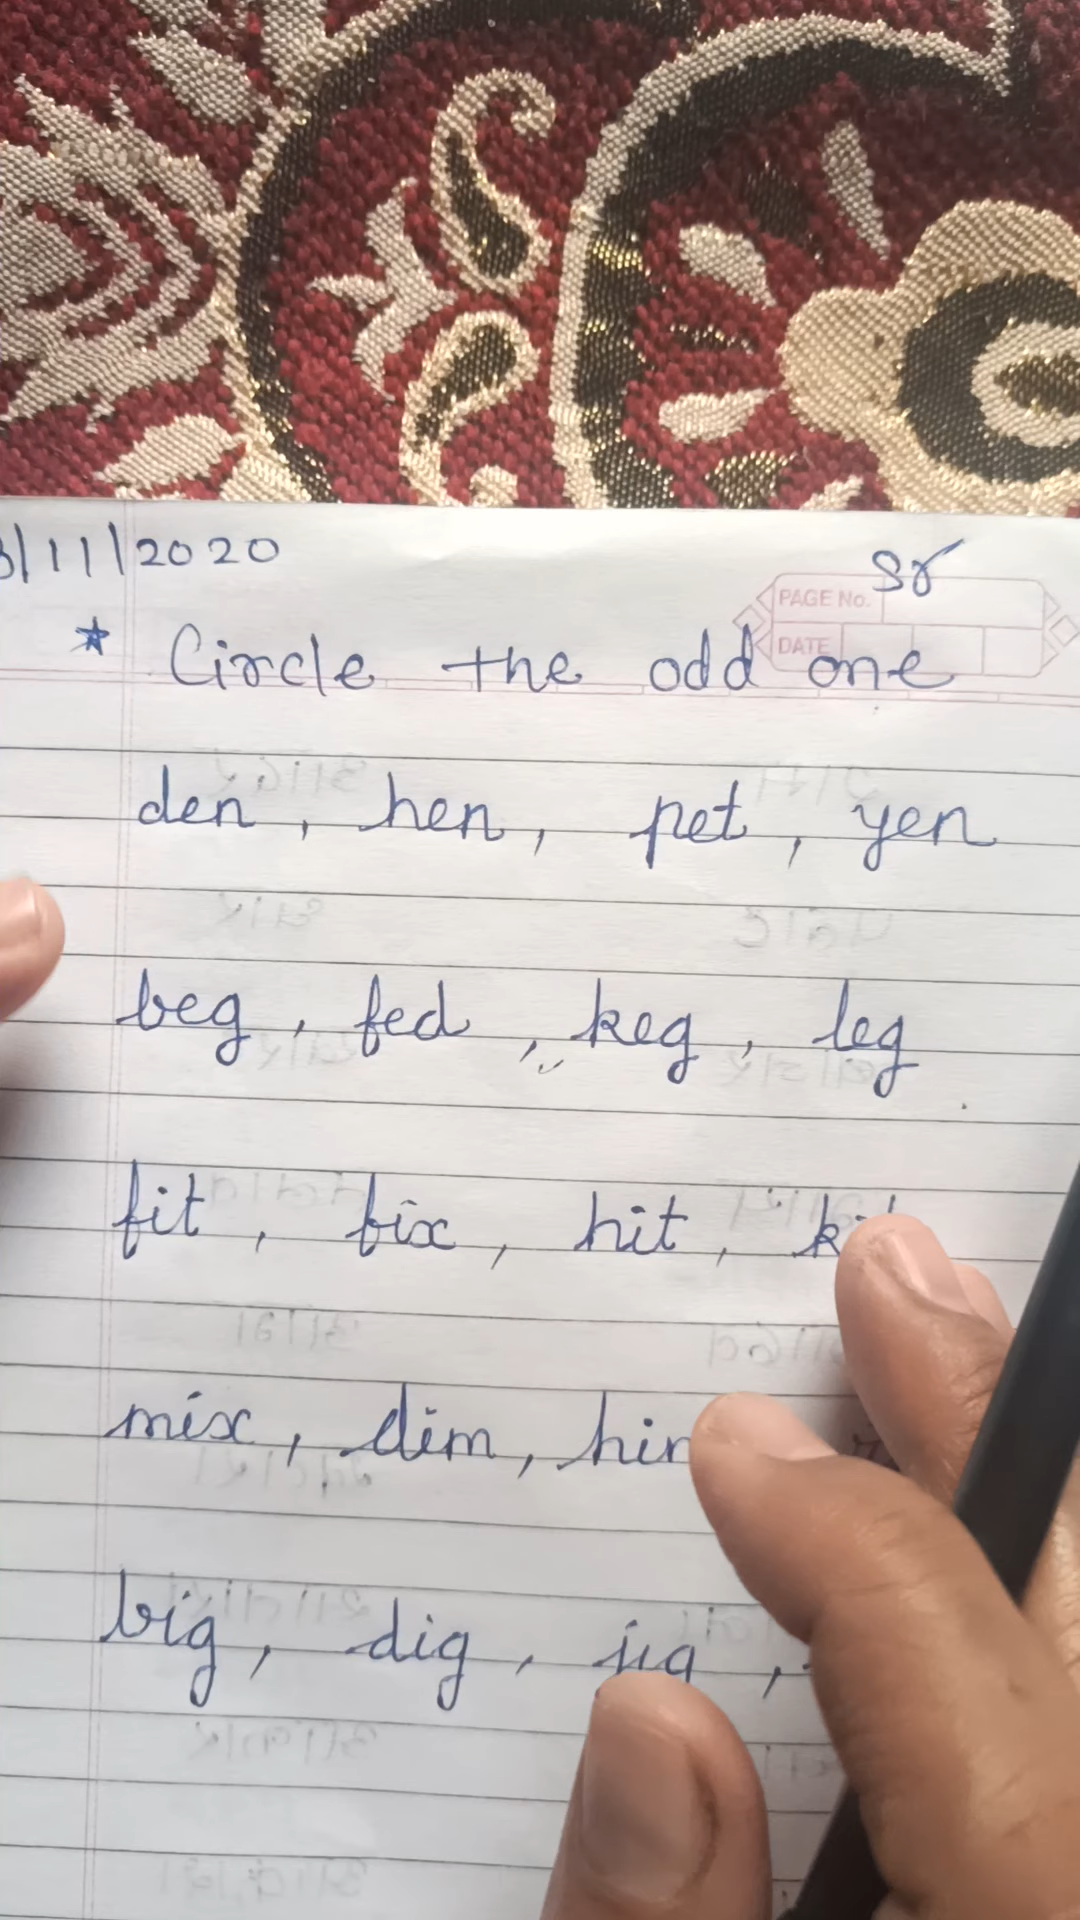 /11/2020
Sr
PAGE No.
DATE
* Circle the odd one
den, hen, pet, yen
beg, fed, keg, leg
fit, fix, hit,
mix, dim,
big, dig, jig,